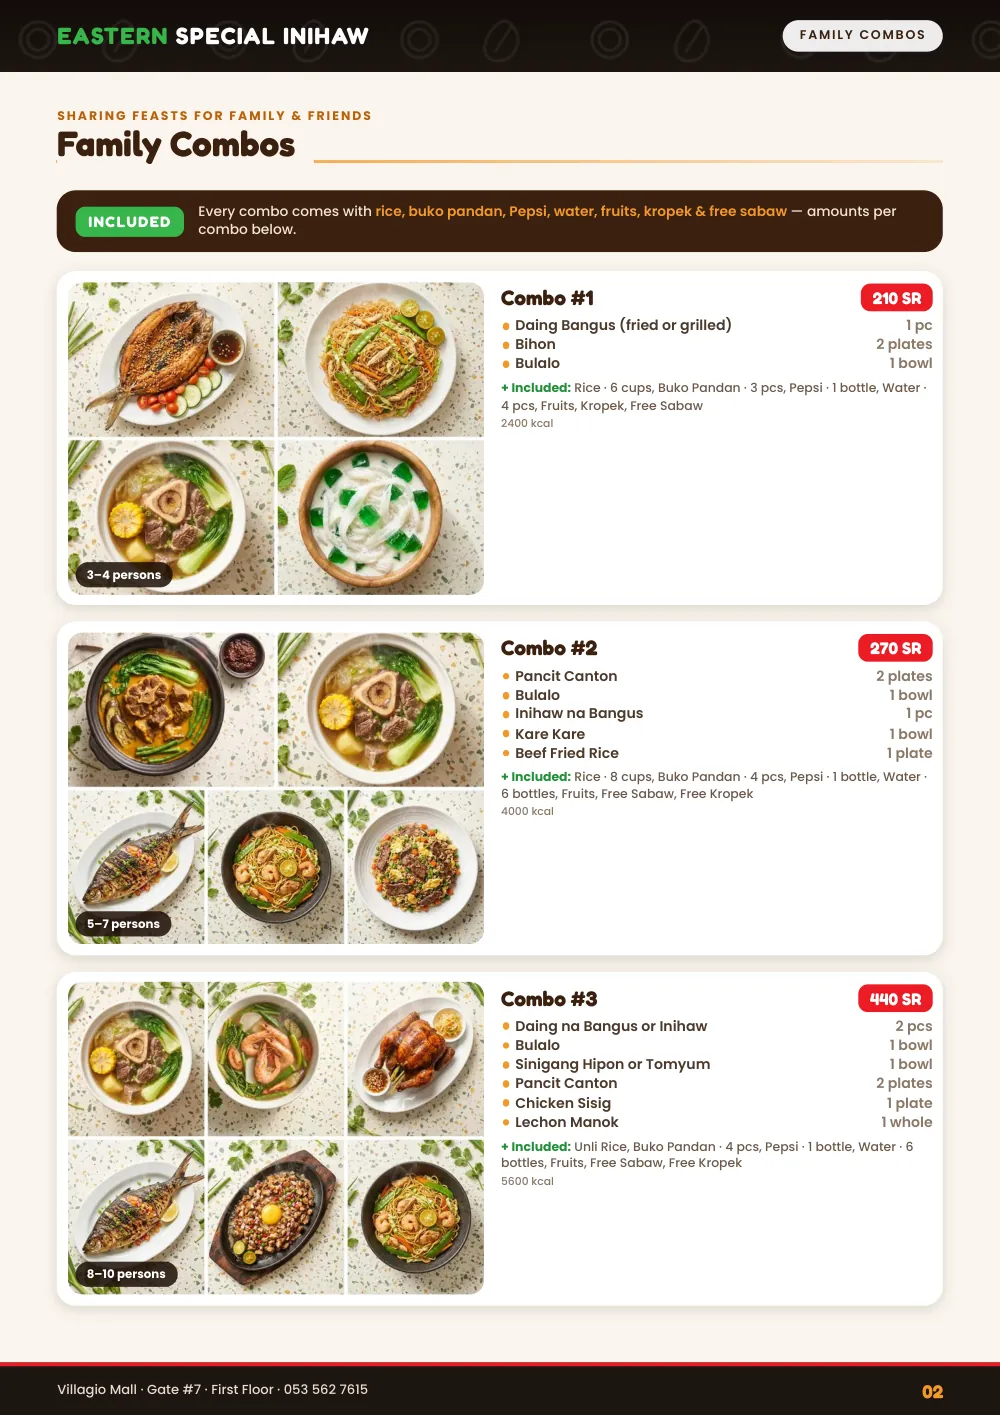 EASTERN SPECIAL INIHAW
FAMILY COMBOS
SHARING FEASTS FOR FAMILY & FRIENDS
Family Combos
INCLUDED
Every combo comes with rice, buko pandan, Pepsi, water, fruits, kropek & free sabaw — amounts per
combo below.
Combo #1
210 SR
Daing Bangus (fried or grilled) 1 pc
Bihon 2 plates
Bulalo 1 bowl
+ Included: Rice · 6 cups, Buko Pandan · 3 pcs, Pepsi · 1 bottle, Water ·
4 pcs, Fruits, Kropek, Free Sabaw
2400 kcal
3–4 persons
Combo #2
270 SR
Pancit Canton 2 plates
Bulalo 1 bowl
Inihaw na Bangus 1 pc
Kare Kare 1 bowl
Beef Fried Rice 1 plate
+ Included: Rice · 8 cups, Buko Pandan · 4 pcs, Pepsi · 1 bottle, Water ·
6 bottles, Fruits, Free Sabaw, Free Kropek
4000 kcal
5–7 persons
Combo #3
440 SR
Daing na Bangus or Inihaw 2 pcs
Bulalo 1 bowl
Sinigang Hipon or Tomyum 1 bowl
Pancit Canton 2 plates
Chicken Sisig 1 plate
Lechon Manok 1 whole
+ Included: Unli Rice, Buko Pandan · 4 pcs, Pepsi · 1 bottle, Water · 6
bottles, Fruits, Free Sabaw, Free Kropek
5600 kcal
8–10 persons
Villagio Mall · Gate #7 · First Floor · 053 562 7615
02